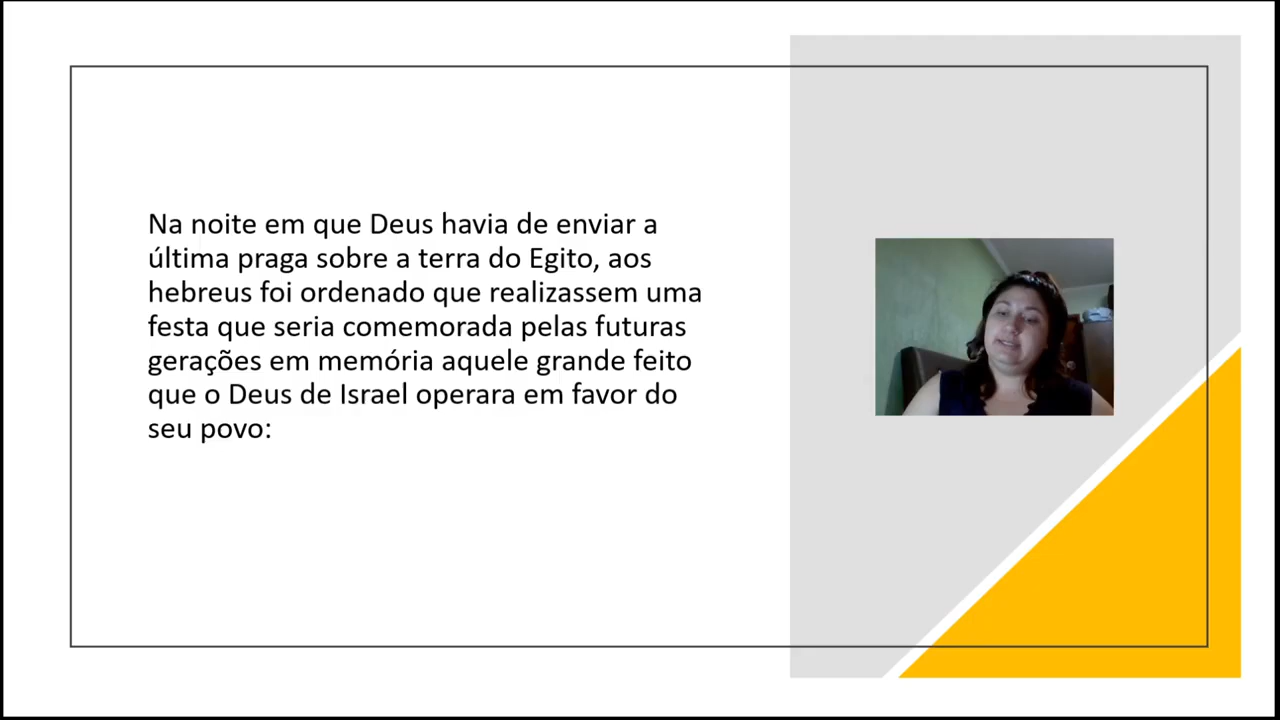 Na noite em que Deus havia de enviar a
última praga sobre a terra do Egito, aos
hebreus foi ordenado que realizassem uma
festa que seria comemorada pelas futuras
gerações em memória aquele grande feito
que o Deus de Israel operara em favor do
seu povo: